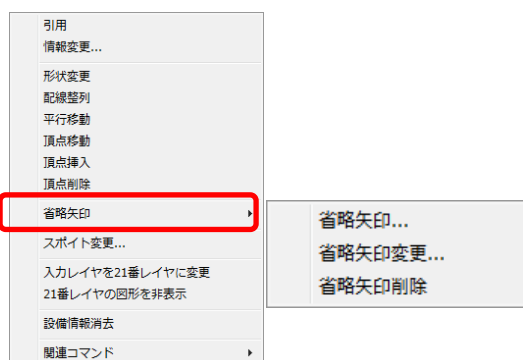 引用
情報変更...
形状変更
配線整列
平行移動
頂点移動
頂点挿入
頂点削除
省略矢印
スポイト変更...
入力レイヤを21番レイヤに変更
21番レイヤの図形を非表示
設備情報消去
関連コマンド
省略矢印...
省略矢印変更...
省略矢印削除